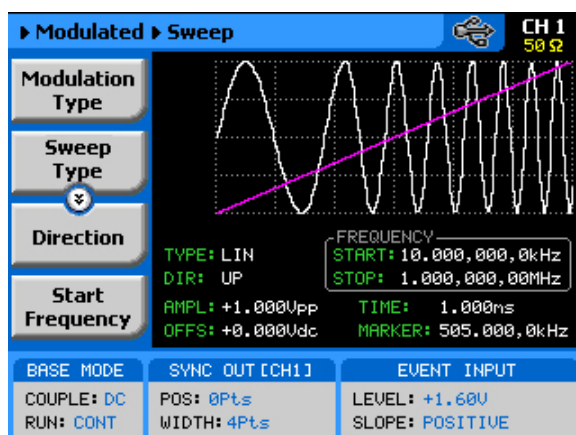 ▸ Modulated ▸ Sweep
CH 1
50 Ω
Modulation
Type
Sweep
Type
Direction
Start
Frequency
TYPE: LIN
DIR: UP
FREQUENCY
START: 10.000,000,0kHz
STOP: 1.000,000,00MHz
AMPL: +1.000Vpp
TIME: 1.000ms
OFFS: +0.000Vdc
MARKER: 505.000,0kHz
BASE MODE
COUPLE: DC
RUN: CONT
SYNC OUT [CH1]
POS: 0Pts
WIDTH: 4Pts
EVENT INPUT
LEVEL: +1.60V
SLOPE: POSITIVE